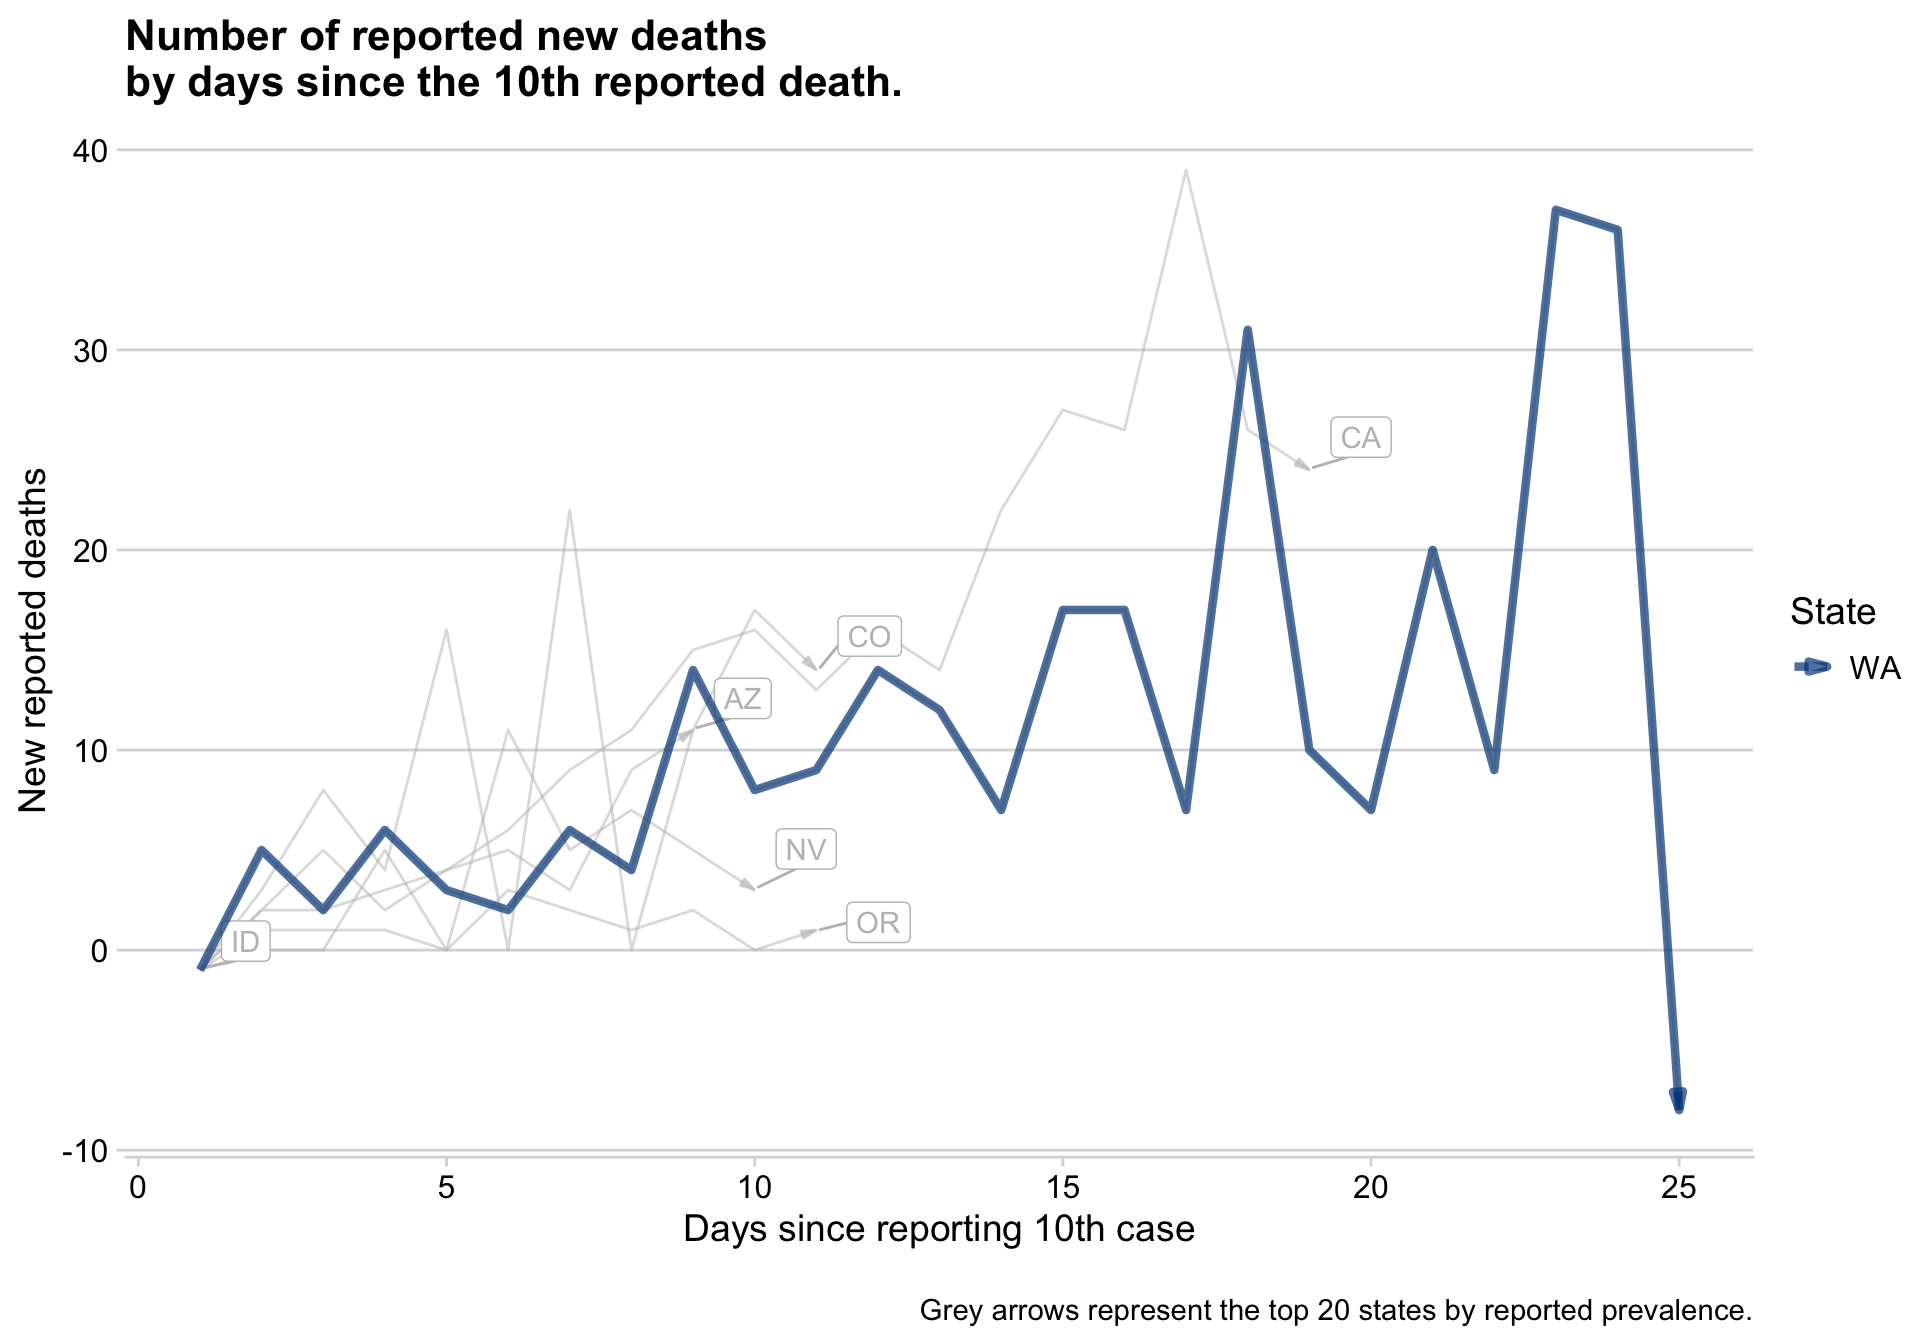 Number of reported new deaths
by days since the 10th reported death.
New reported deaths
40
30
20
10
0
-10
CA
CO
AZ
NV
OR
ID
State
WA
0 5 10 15 20 25
Days since reporting 10th case
Grey arrows represent the top 20 states by reported prevalence.